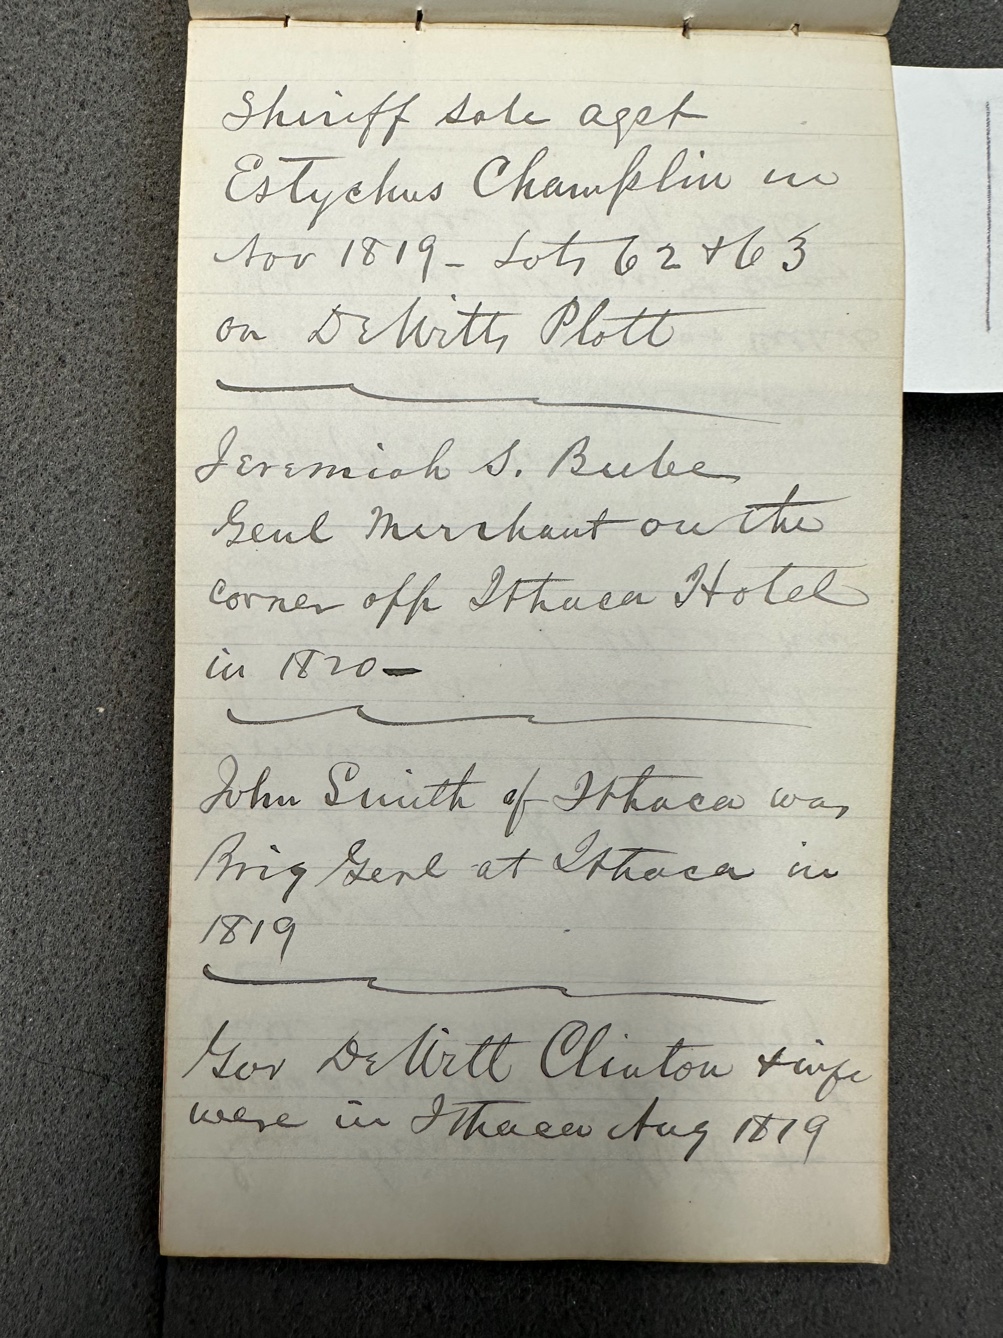 Sheriff sale agst
Estychus Champlin in
Nov 1819 - Lots 62 & 63
on DeWitts Plott
Jeremiah S. Beebe
Genl Merchant on the
corner opp Ithaca Hotel
in 1820 -
John Smith of Ithaca was
Brig Genl at Ithaca in
1819
Gov DeWitt Clinton & wife
were in Ithaca Aug 1819